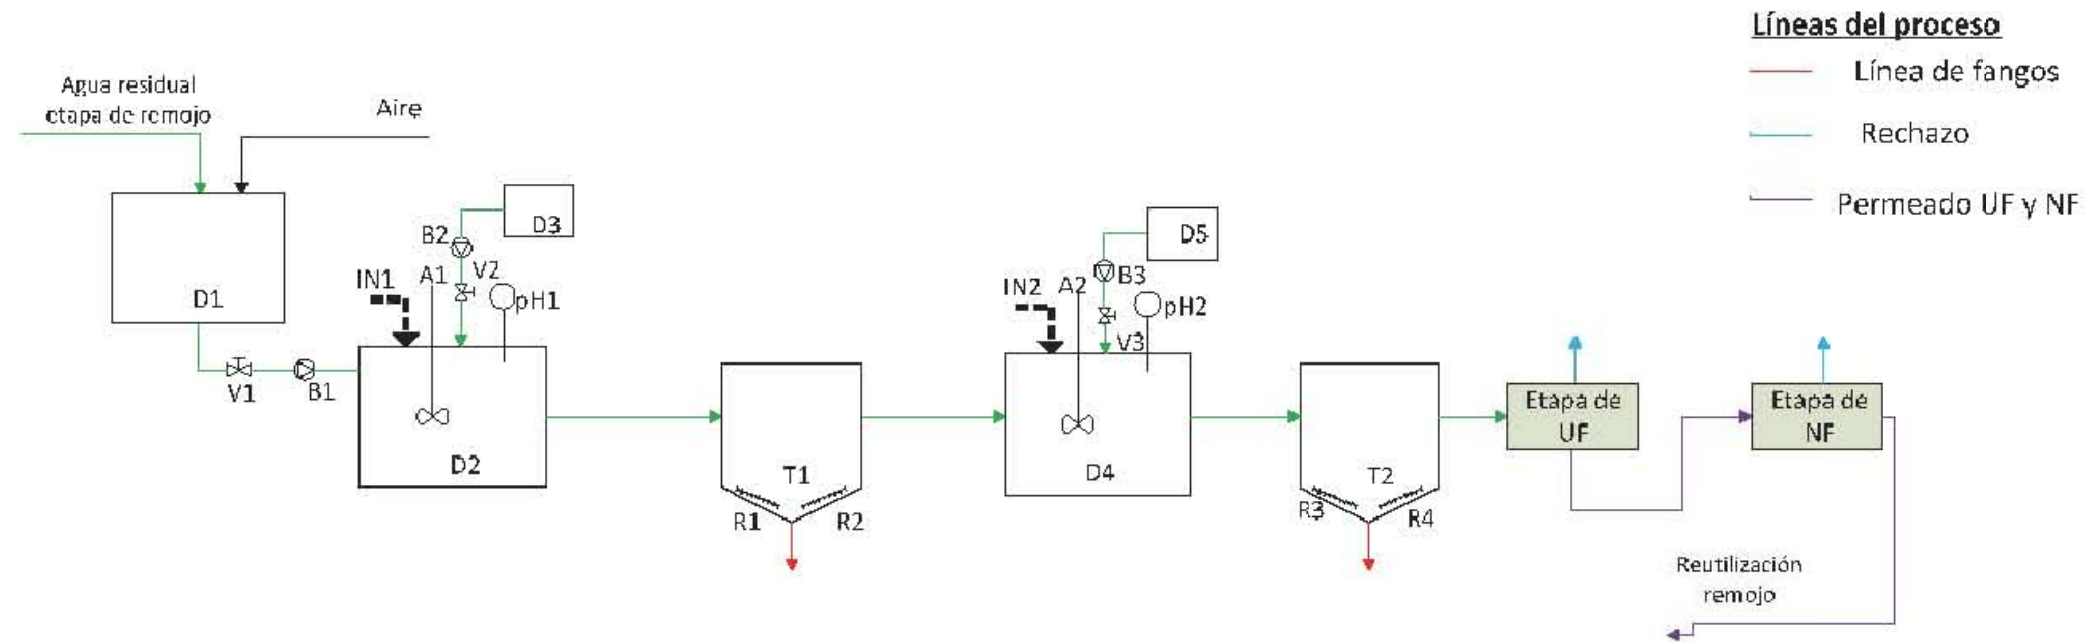 Líneas del proceso
Línea de fangos
Rechazo
Permeado UF y NF
Agua residual
etapa de remojo
Aire
D1
V1
B1
IN1
A1
B2
V2
D3
pH1
D2
T1
R1
R2
IN2
A2
B3
D5
pH2
V3
D4
T2
R3
R4
Etapa de
UF
Etapa de
NF
Reutilización
remojo